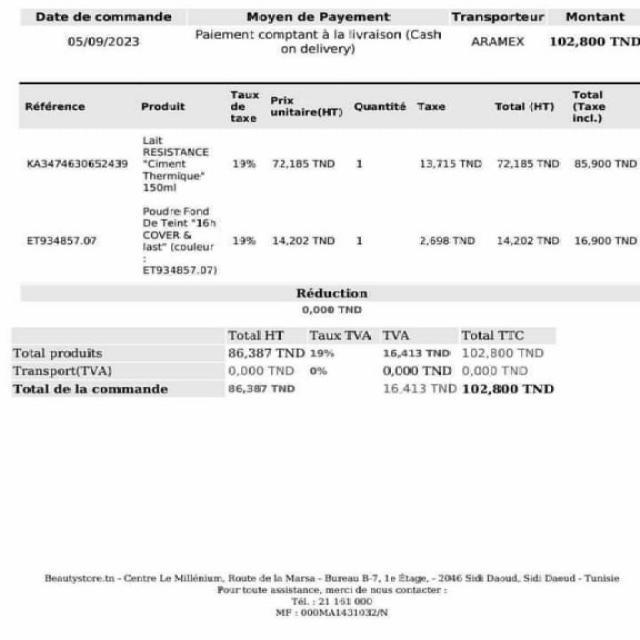 Date de commande Moyen de Payement Transporteur Montant
05/09/2023 Paiement comptant à la livraison (Cash on delivery) ARAMEX 102,800 TND
Référence Produit Taux de taxe Prix unitaire(HT) Quantité Taxe Total (HT) Total (Taxe incl.)
KA3474630652439 Lait RESISTANCE "Ciment Thermique" 150ml 19% 72,185 TND 1 13,715 TND 72,185 TND 85,900 TND
ET934857.07 Poudre Fond De Teint "16h COVER & last" (couleur : ET934857.07) 19% 14,202 TND 1 2,698 TND 14,202 TND 16,900 TND
Réduction
0,000 TND
Total HT Taux TVA TVA Total TTC
Total produits 86,387 TND 19% 16,413 TND 102,800 TND
Transport(TVA) 0,000 TND 0% 0,000 TND 0,000 TND
Total de la commande 86,387 TND 16,413 TND 102,800 TND
Beautystore.tn - Centre Le Millénium, Route de la Marsa - Bureau B-7, 1e Étage, - 2046 Sidi Daoud, Sidi Daoud - Tunisie
Pour toute assistance, merci de nous contacter :
Tél. : 21 161 000
MF : 000MA1431032/N